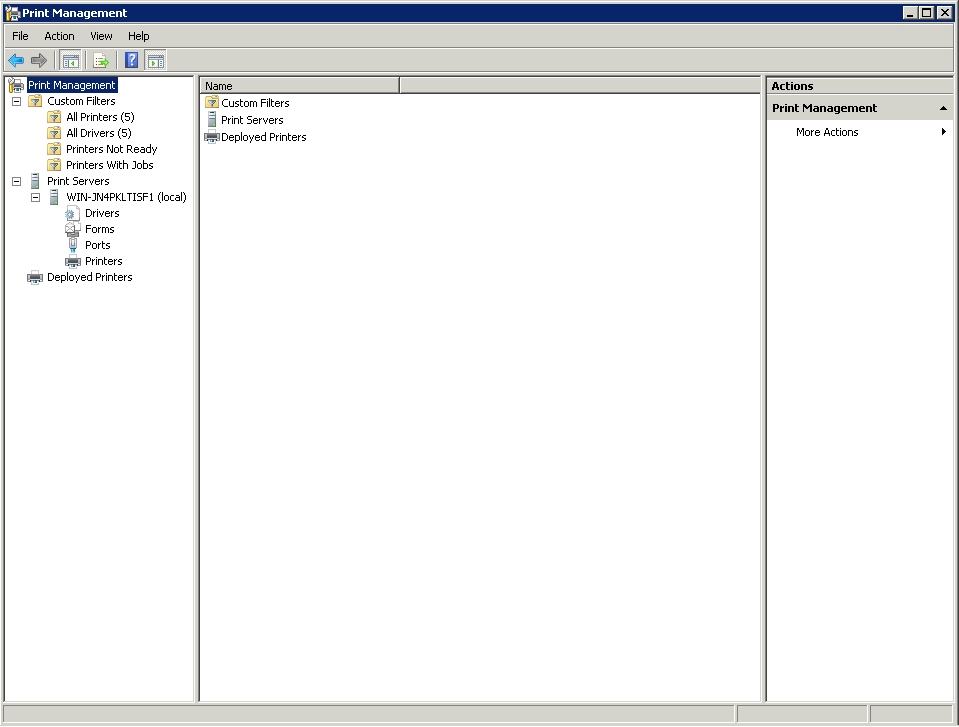 Print Management
File Action View Help
Print Management
Custom Filters
All Printers (5)
All Drivers (5)
Printers Not Ready
Printers With Jobs
Print Servers
WIN-JN4PKLTISF1 (local)
Drivers
Forms
Ports
Printers
Deployed Printers
Name
Custom Filters
Print Servers
Deployed Printers
Actions
Print Management
More Actions